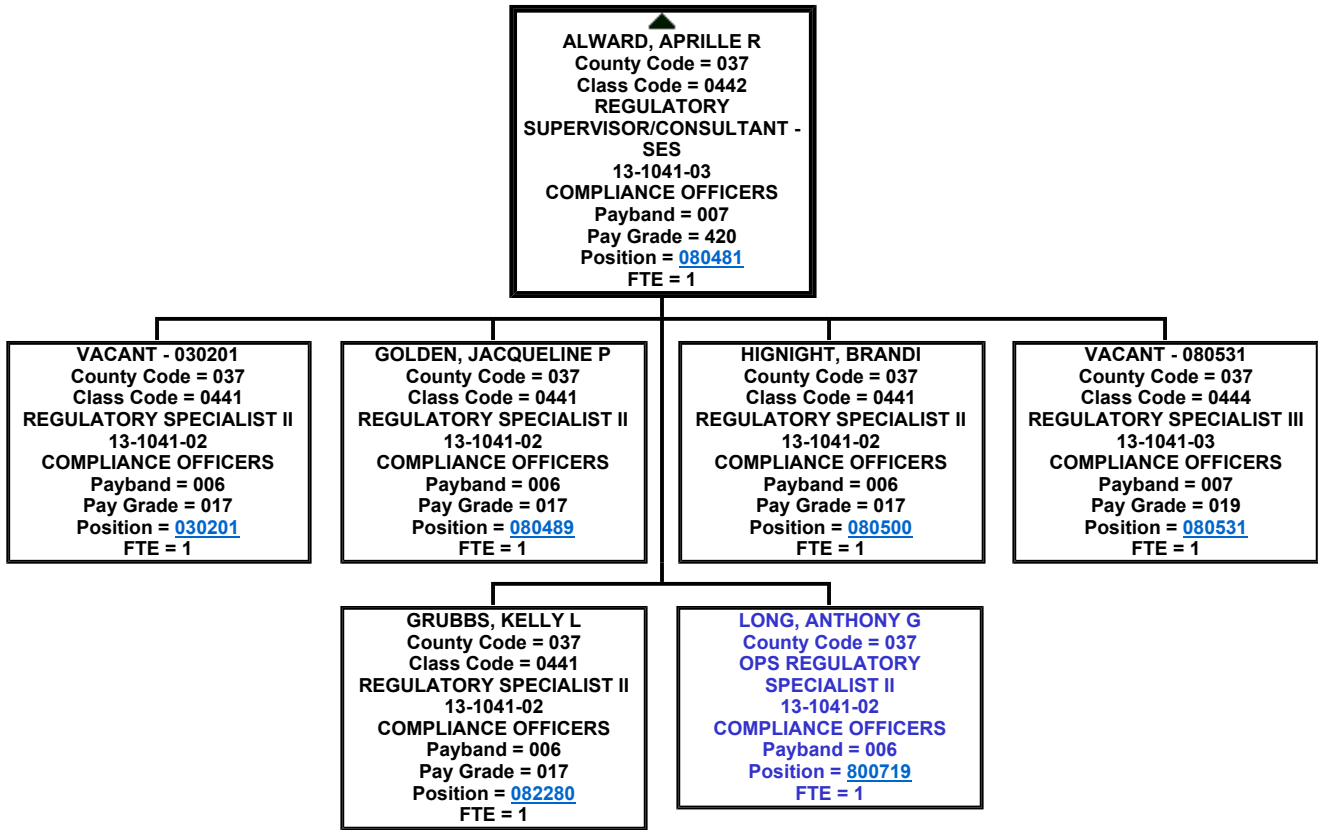 ALWARD, APRILLE R
County Code = 037
Class Code = 0442
REGULATORY
SUPERVISOR/CONSULTANT -
SES
13-1041-03
COMPLIANCE OFFICERS
Payband = 007
Pay Grade = 420
Position = 080481
FTE = 1
VACANT - 030201
County Code = 037
Class Code = 0441
REGULATORY SPECIALIST II
13-1041-02
COMPLIANCE OFFICERS
Payband = 006
Pay Grade = 017
Position = 030201
FTE = 1
GOLDEN, JACQUELINE P
County Code = 037
Class Code = 0441
REGULATORY SPECIALIST II
13-1041-02
COMPLIANCE OFFICERS
Payband = 006
Pay Grade = 017
Position = 080489
FTE = 1
HIGNIGHT, BRANDI
County Code = 037
Class Code = 0441
REGULATORY SPECIALIST II
13-1041-02
COMPLIANCE OFFICERS
Payband = 006
Pay Grade = 017
Position = 080500
FTE = 1
VACANT - 080531
County Code = 037
Class Code = 0444
REGULATORY SPECIALIST III
13-1041-03
COMPLIANCE OFFICERS
Payband = 007
Pay Grade = 019
Position = 080531
FTE = 1
GRUBBS, KELLY L
County Code = 037
Class Code = 0441
REGULATORY SPECIALIST II
13-1041-02
COMPLIANCE OFFICERS
Payband = 006
Pay Grade = 017
Position = 082280
FTE = 1
LONG, ANTHONY G
County Code = 037
OPS REGULATORY
SPECIALIST II
13-1041-02
COMPLIANCE OFFICERS
Payband = 006
Position = 800719
FTE = 1